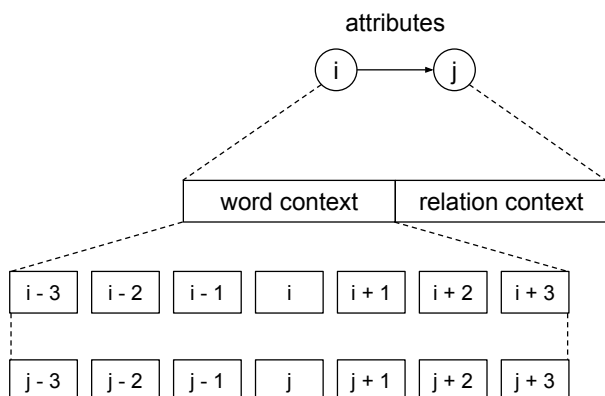 attributes
i j
word context relation context
i - 3 i - 2 i - 1 i i + 1 i + 2 i + 3
j - 3 j - 2 j - 1 j j + 1 j + 2 j + 3